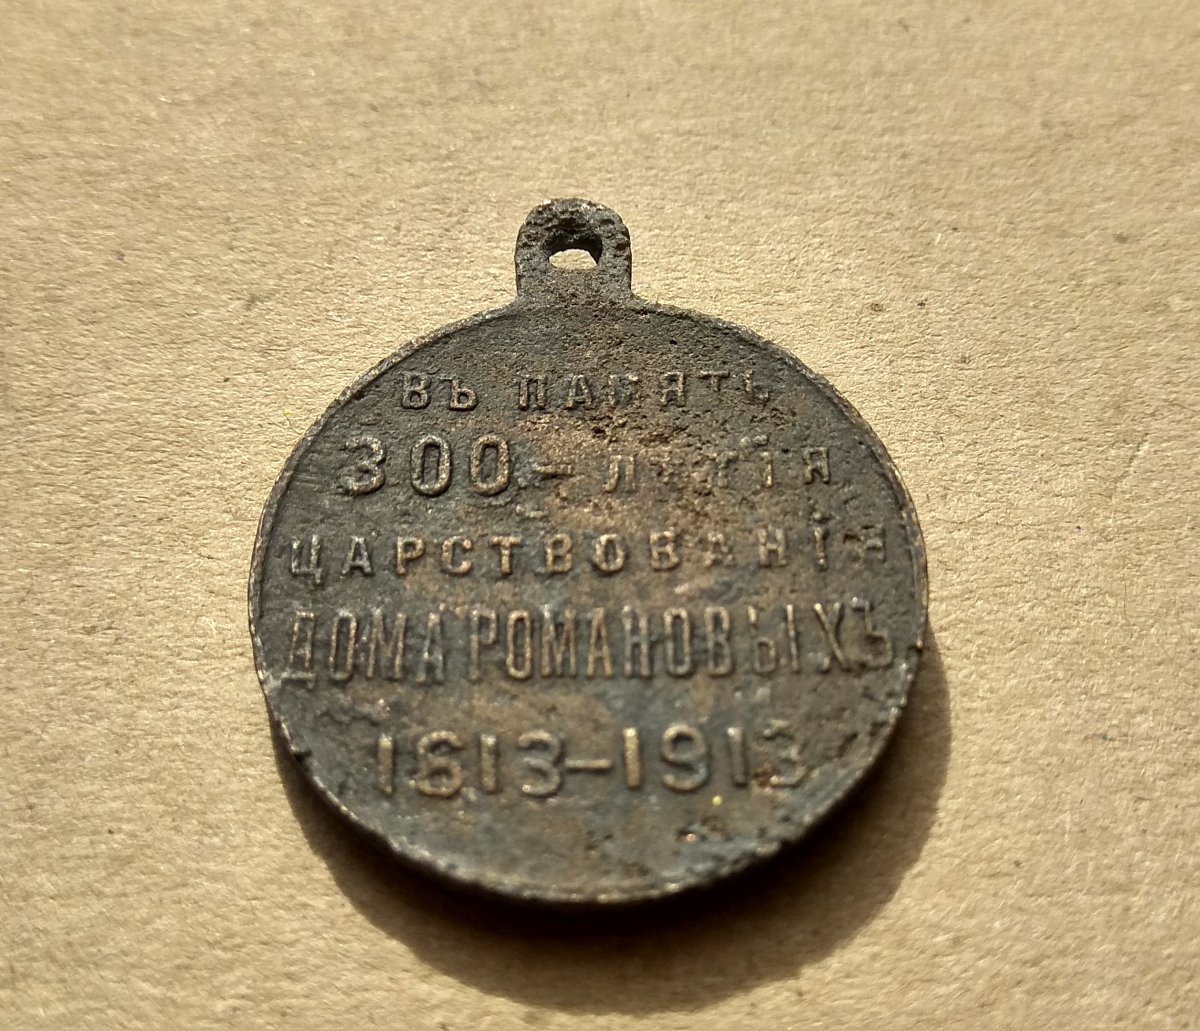 ВЪ ПАМЯТЬ
300-ЛѢТІЯ
ЦАРСТВОВАНІЯ
ДОМА РОМАНОВЫХЪ
1613-1913